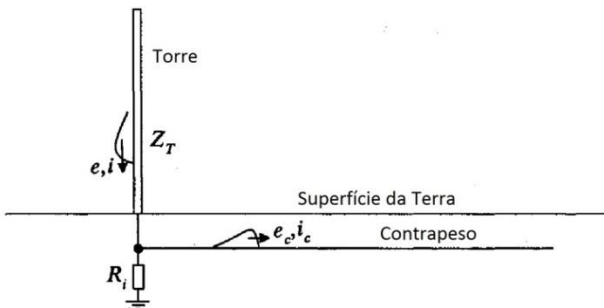 Torre
Z_T
e,i
Superfície da Terra
e_c,i_c
Contrapeso
R_i